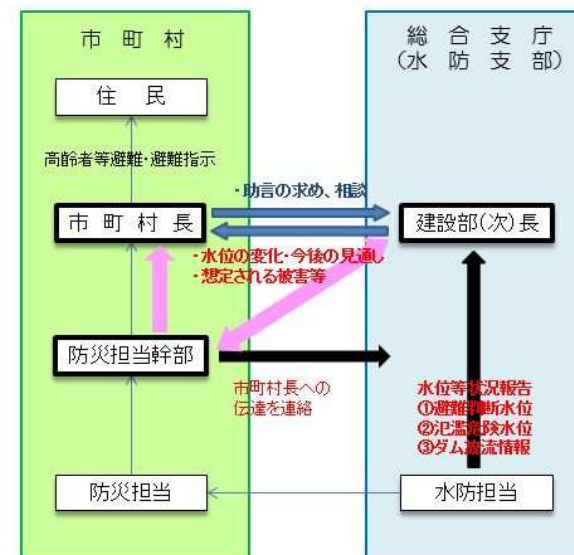 市 町 村
総 合 支 庁
(水 防 支 部)
住 民
高齢者等避難・避難指示
・助言の求め、相談
市 町 村 長
建設部(次)長
・水位の変化・今後の見通し
・想定される被害等
防災担当幹部
市町村長への
伝達を連絡
水位等状況報告
①避難判断水位
②氾濫危険水位
③ダム放流情報
防災担当
水防担当